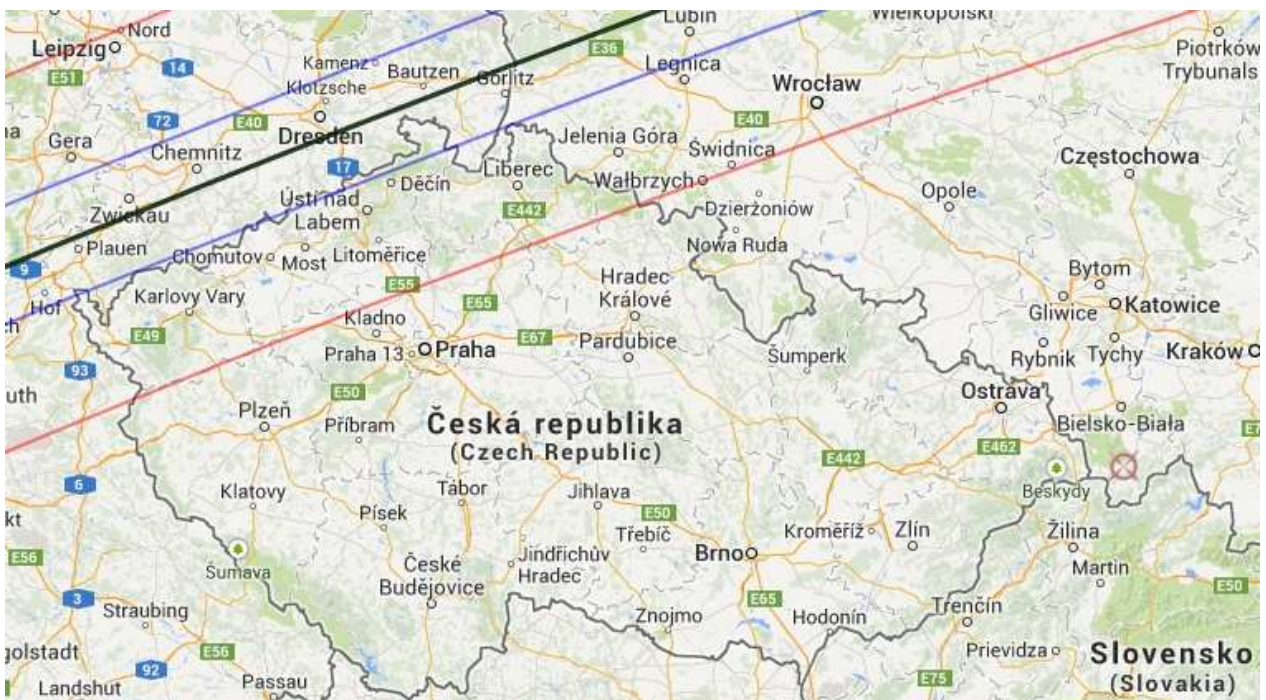 Lubin
Wielkopolski
Nord
Leipzig
E51
14
Kamenz
Bautzen
Görlitz
E36
Legnica
Piotrków
Trybunals
Klotzsche
Wrocław
72
E40
Dresden
E40
Gera
Chemnitz
17
Jelenia Góra
Świdnica
Częstochowa
Děčín
Liberec
Wałbrzych
Opole
Ústí nad
Labem
E442
Dzierżoniów
Zwickau
Plauen
Chomutov
Most
Litoměřice
Nowa Ruda
9
Hof
Karlovy Vary
E55
E65
Hradec
Králové
Bytom
Gliwice
Katowice
E49
Kladno
E67
Praha 13
Praha
Pardubice
Šumperk
Rybnik
Tychy
Kraków
93
E50
Ostrava
Plzeň
Příbram
Česká republika
(Czech Republic)
Bielsko-Biała
E462
E442
6
Klatovy
Tábor
Jihlava
Beskydy
Písek
E50
Třebíč
Kroměříž
Zlín
Žilina
E56
Šumava
České
Budějovice
Jindřichův
Hradec
Brno
Martin
E50
3
Straubing
E65
Znojmo
Hodonín
Trenčín
E56
92
Prievidza
Slovensko
(Slovakia)
Landshut
Passau
E75